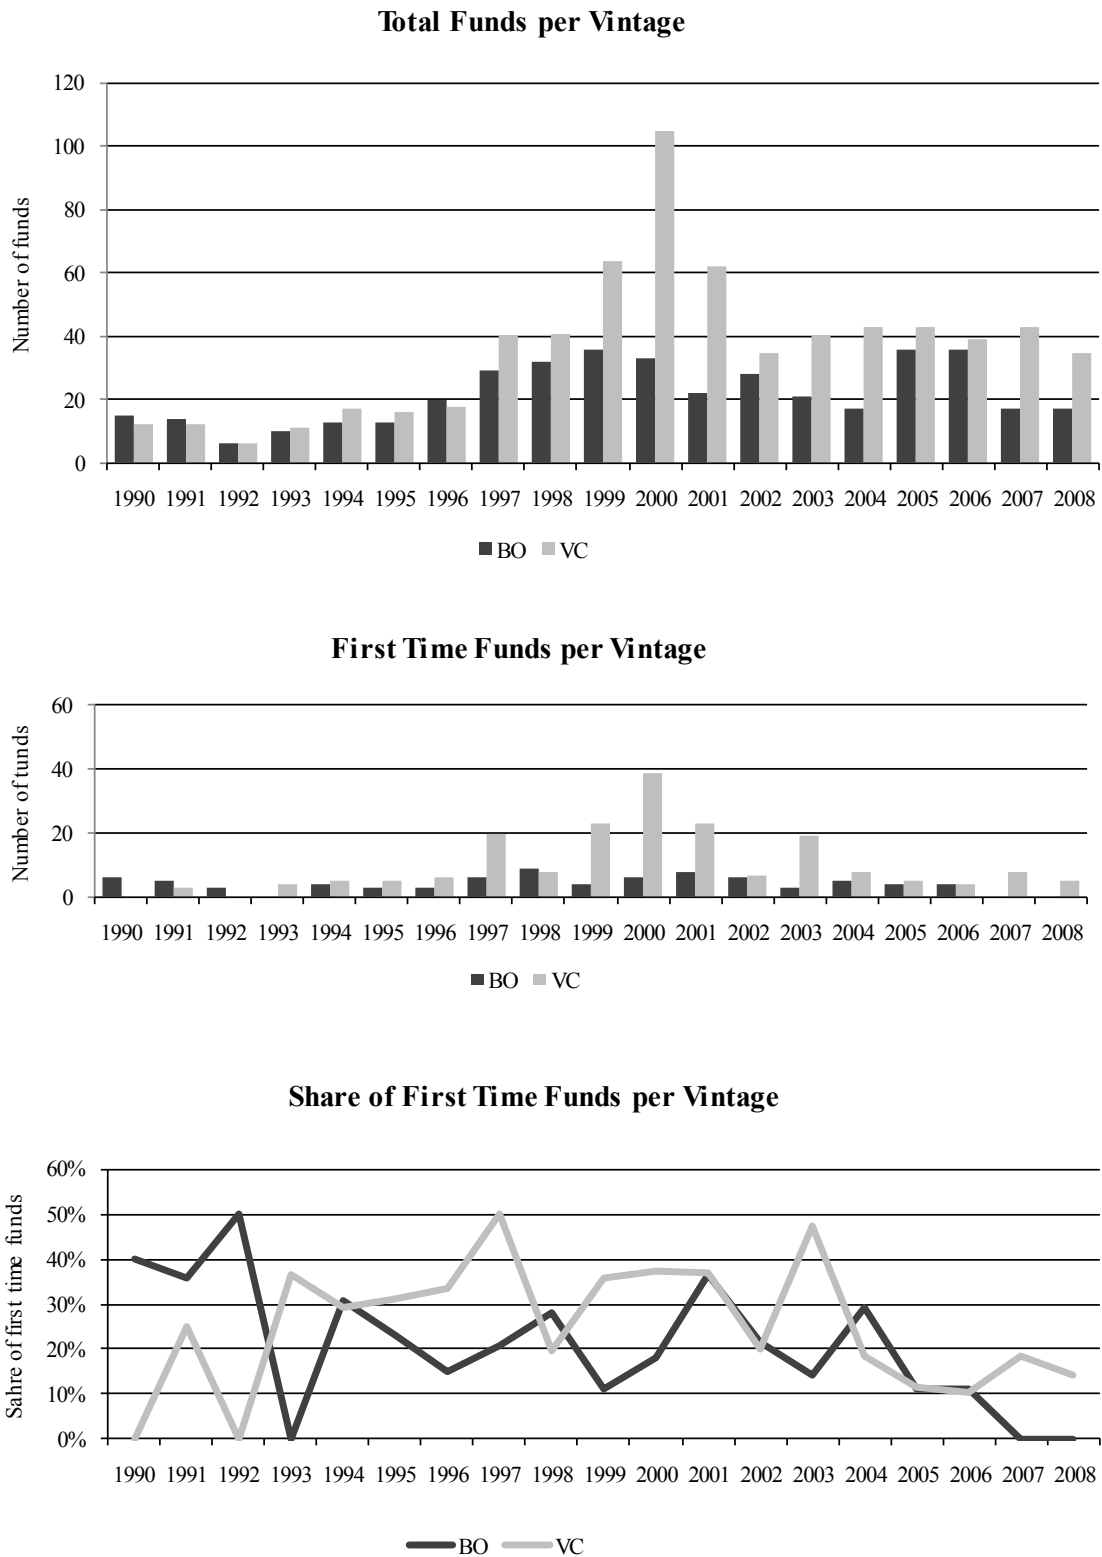 Total Funds per Vintage
Number of funds
120
100
80
60
40
20
0
1990 1991 1992 1993 1994 1995 1996 1997 1998 1999 2000 2001 2002 2003 2004 2005 2006 2007 2008
BO VC
First Time Funds per Vintage
Number of tunds
60
40
20
0
1990 1991 1992 1993 1994 1995 1996 1997 1998 1999 2000 2001 2002 2003 2004 2005 2006 2007 2008
BO VC
Share of First Time Funds per Vintage
Sahre of first time funds
60%
50%
40%
30%
20%
10%
0%
1990 1991 1992 1993 1994 1995 1996 1997 1998 1999 2000 2001 2002 2003 2004 2005 2006 2007 2008
BO VC